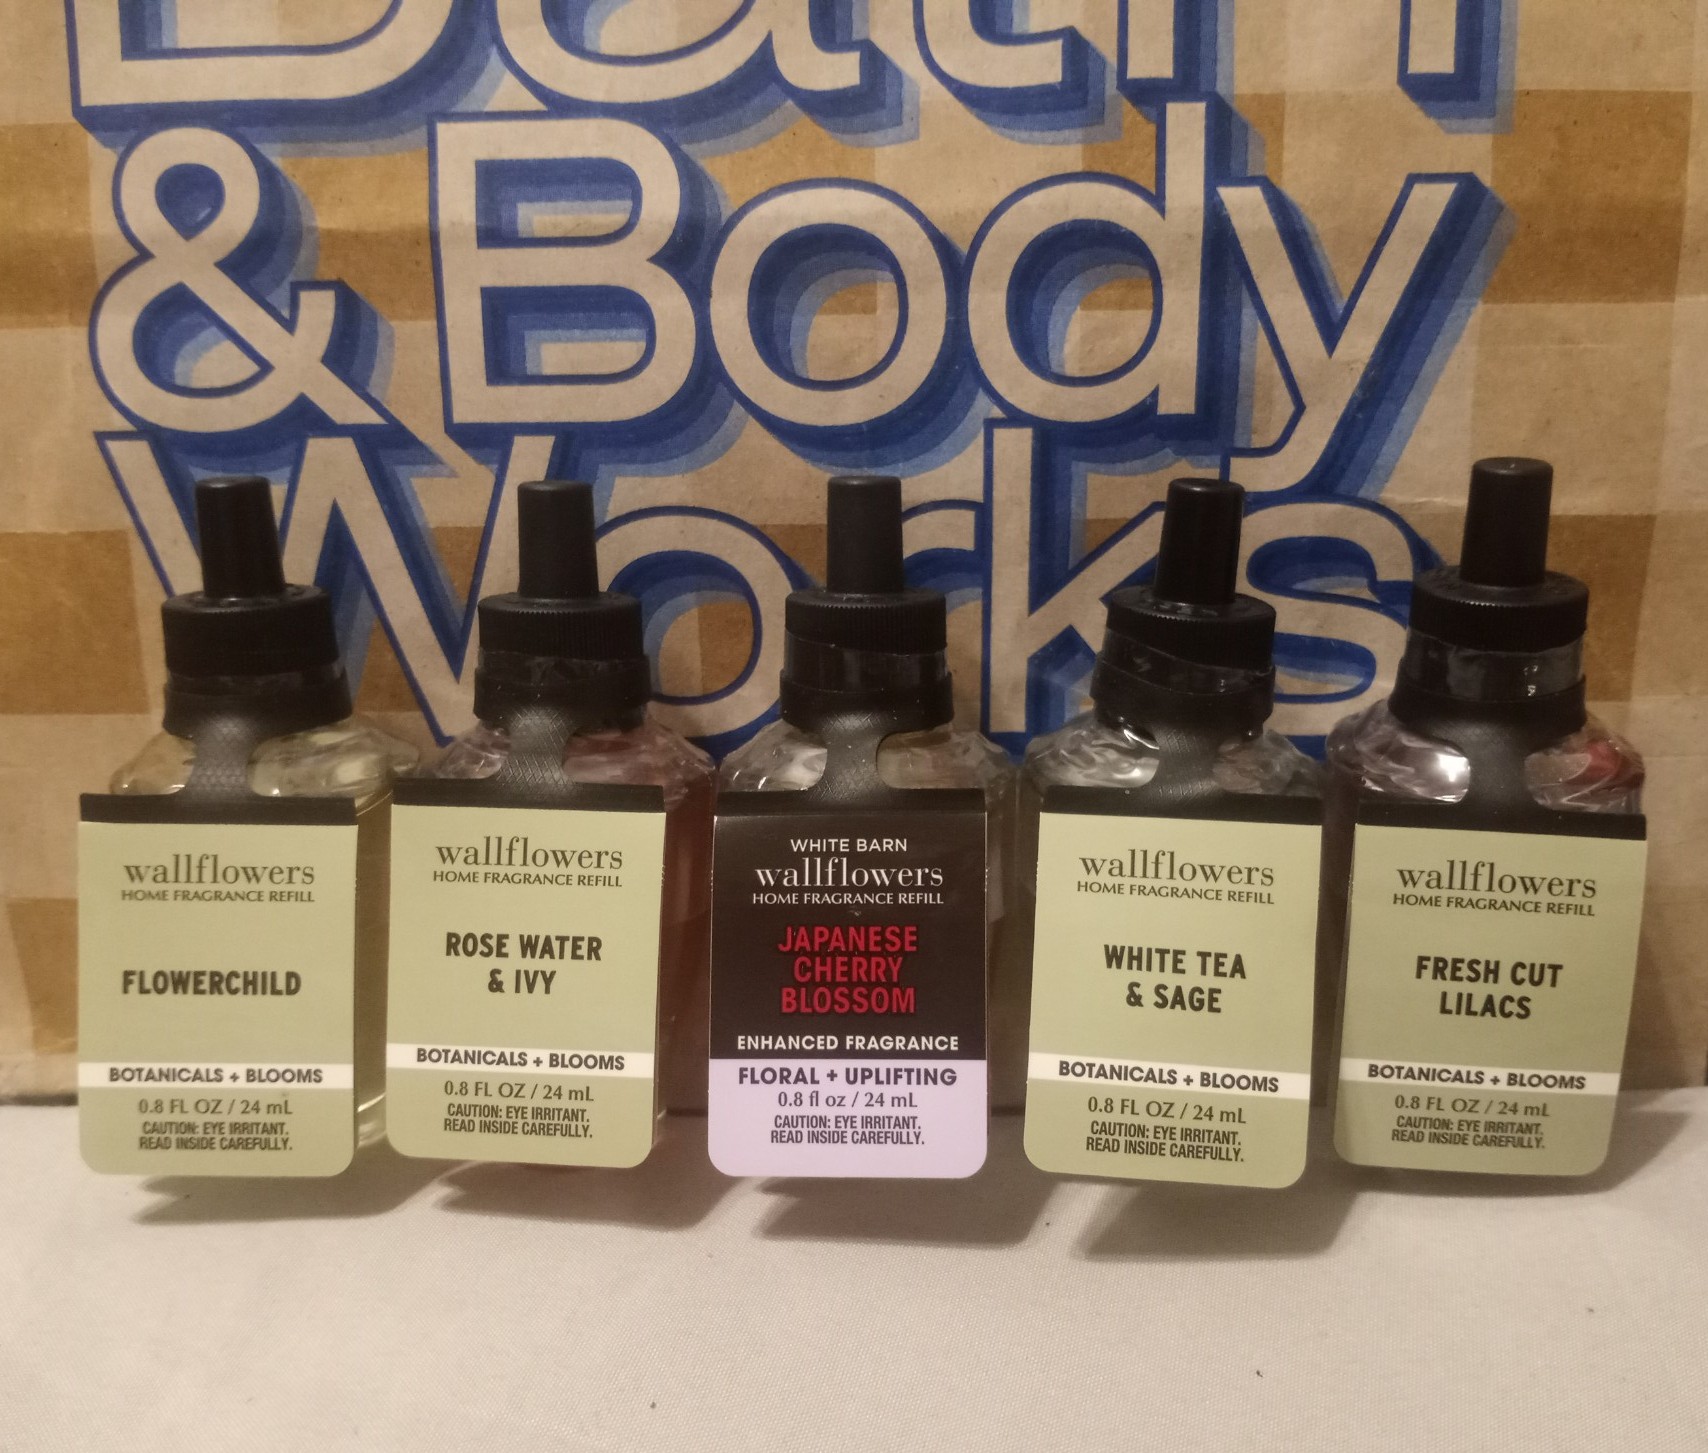 Bath
& Body
Works
wallflowers
HOME FRAGRANCE REFILL
FLOWERCHILD
BOTANICALS + BLOOMS
0.8 FL OZ / 24 mL
CAUTION: EYE IRRITANT.
READ INSIDE CAREFULLY.
wallflowers
HOME FRAGRANCE REFILL
ROSE WATER
& IVY
BOTANICALS + BLOOMS
0.8 FL OZ / 24 mL
CAUTION: EYE IRRITANT.
READ INSIDE CAREFULLY.
WHITE BARN
wallflowers
HOME FRAGRANCE REFILL
JAPANESE
CHERRY
BLOSSOM
ENHANCED FRAGRANCE
FLORAL + UPLIFTING
0.8 fl oz / 24 mL
CAUTION: EYE IRRITANT.
READ INSIDE CAREFULLY.
wallflowers
HOME FRAGRANCE REFILL
WHITE TEA
& SAGE
BOTANICALS + BLOOMS
0.8 FL OZ / 24 mL
CAUTION: EYE IRRITANT.
READ INSIDE CAREFULLY.
wallflowers
HOME FRAGRANCE REFILL
FRESH CUT
LILACS
BOTANICALS + BLOOMS
0.8 FL OZ / 24 mL
CAUTION: EYE IRRITANT.
READ INSIDE CAREFULLY.